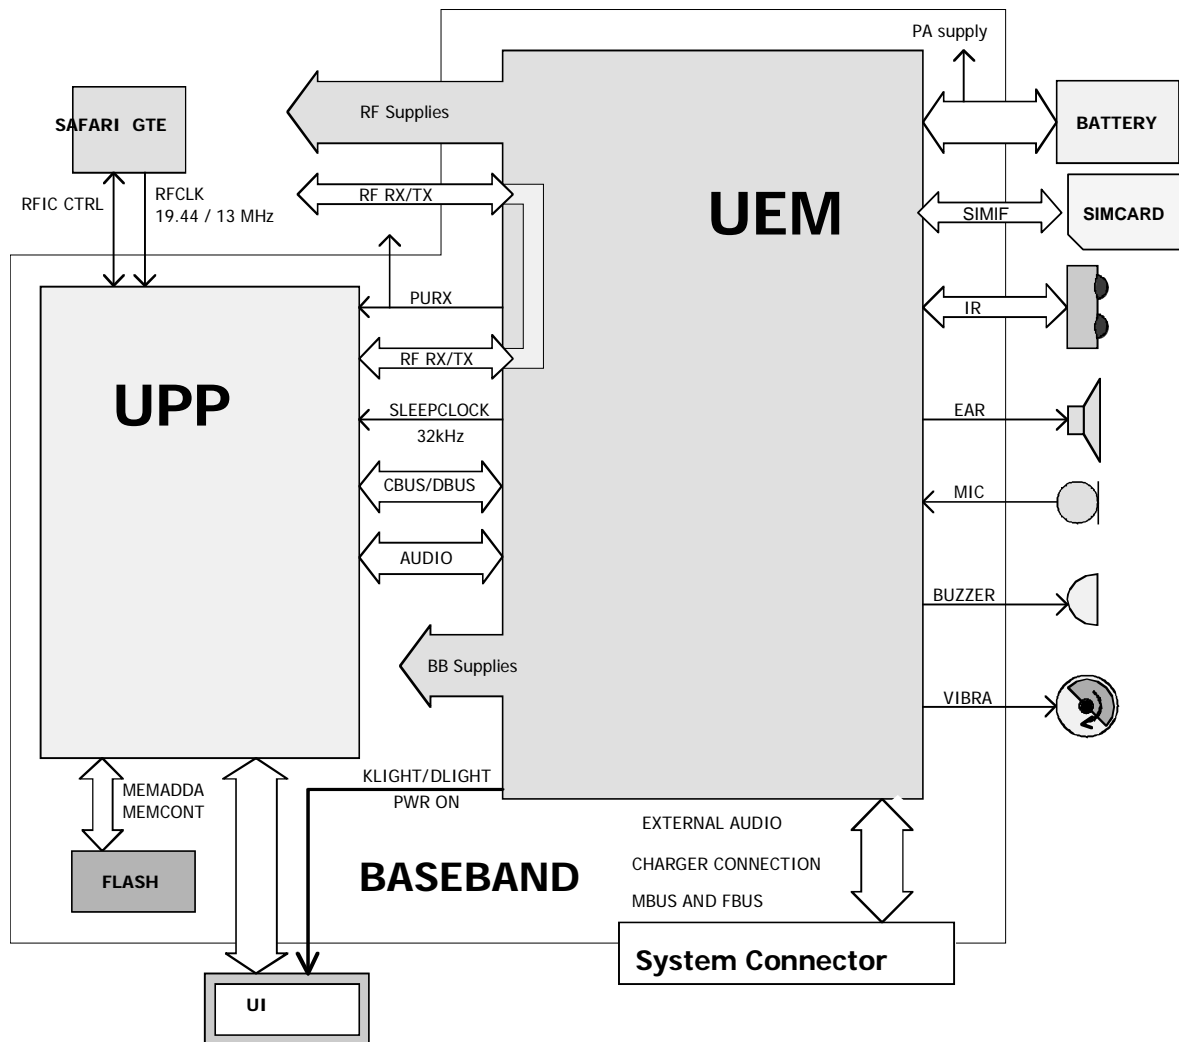 PA supply
RF Supplies
SAFARI GTE
BATTERY
RFIC CTRL
RFCLK
19.44 / 13 MHz
RF RX/TX
UEM
SIMIF
SIMCARD
PURX
IR
RF RX/TX
UPP
SLEEPCLOCK
32kHz
EAR
CBUS/DBUS
MIC
AUDIO
BUZZER
BB Supplies
VIBRA
KLIGHT/DLIGHT
PWR ON
MEMADDA
MEMCONT
EXTERNAL AUDIO
CHARGER CONNECTION
MBUS AND FBUS
FLASH
BASEBAND
System Connector
UI